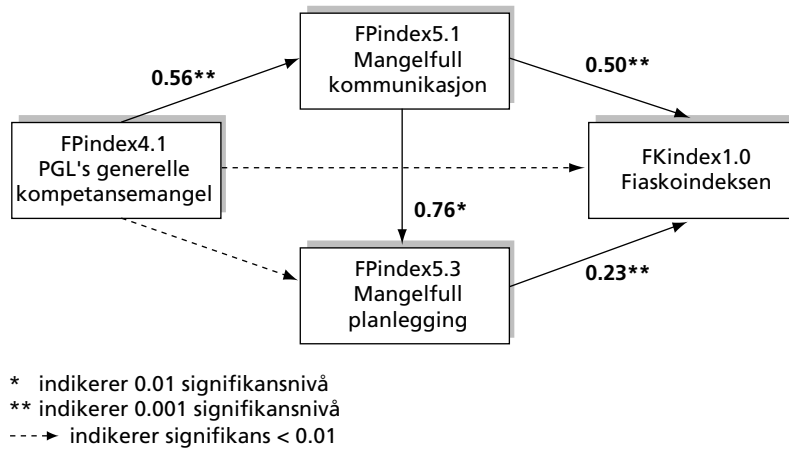 FPindex5.1
Mangelfull
kommunikasjon
0.56**
0.50**
FPindex4.1
PGL's generelle
kompetansemangel
FKindex1.0
Fiaskoindeksen
0.76*
FPindex5.3
Mangelfull
planlegging
0.23**
* indikerer 0.01 signifikansnivå
** indikerer 0.001 signifikansnivå
indikerer signifikans < 0.01